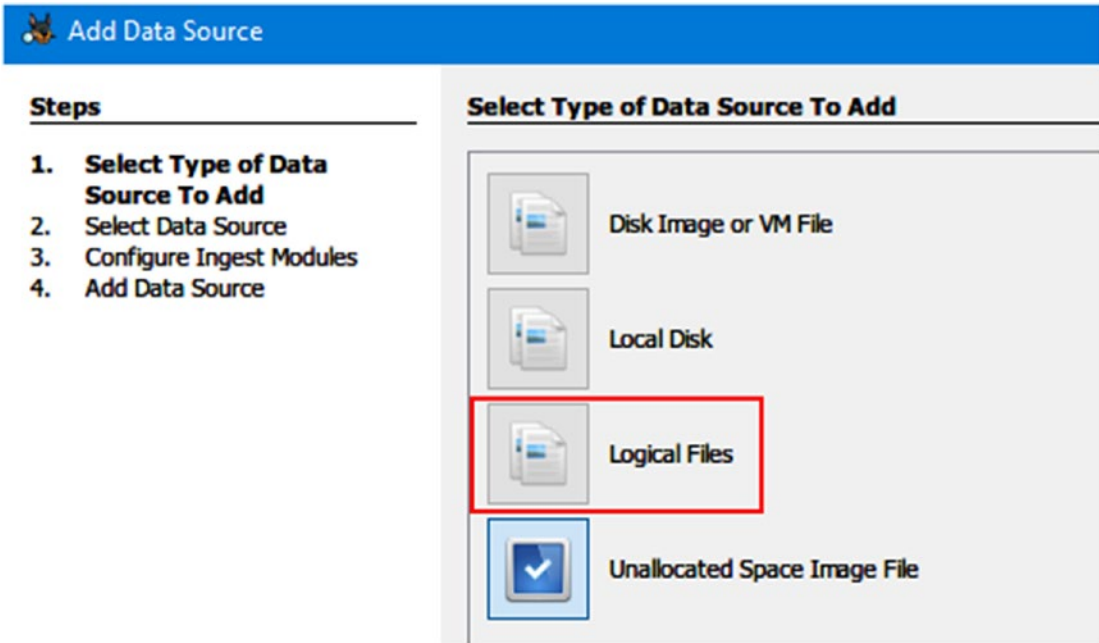 Add Data Source
Steps
1. Select Type of Data
Source To Add
2. Select Data Source
3. Configure Ingest Modules
4. Add Data Source
Select Type of Data Source To Add
Disk Image or VM File
Local Disk
Logical Files
Unallocated Space Image File